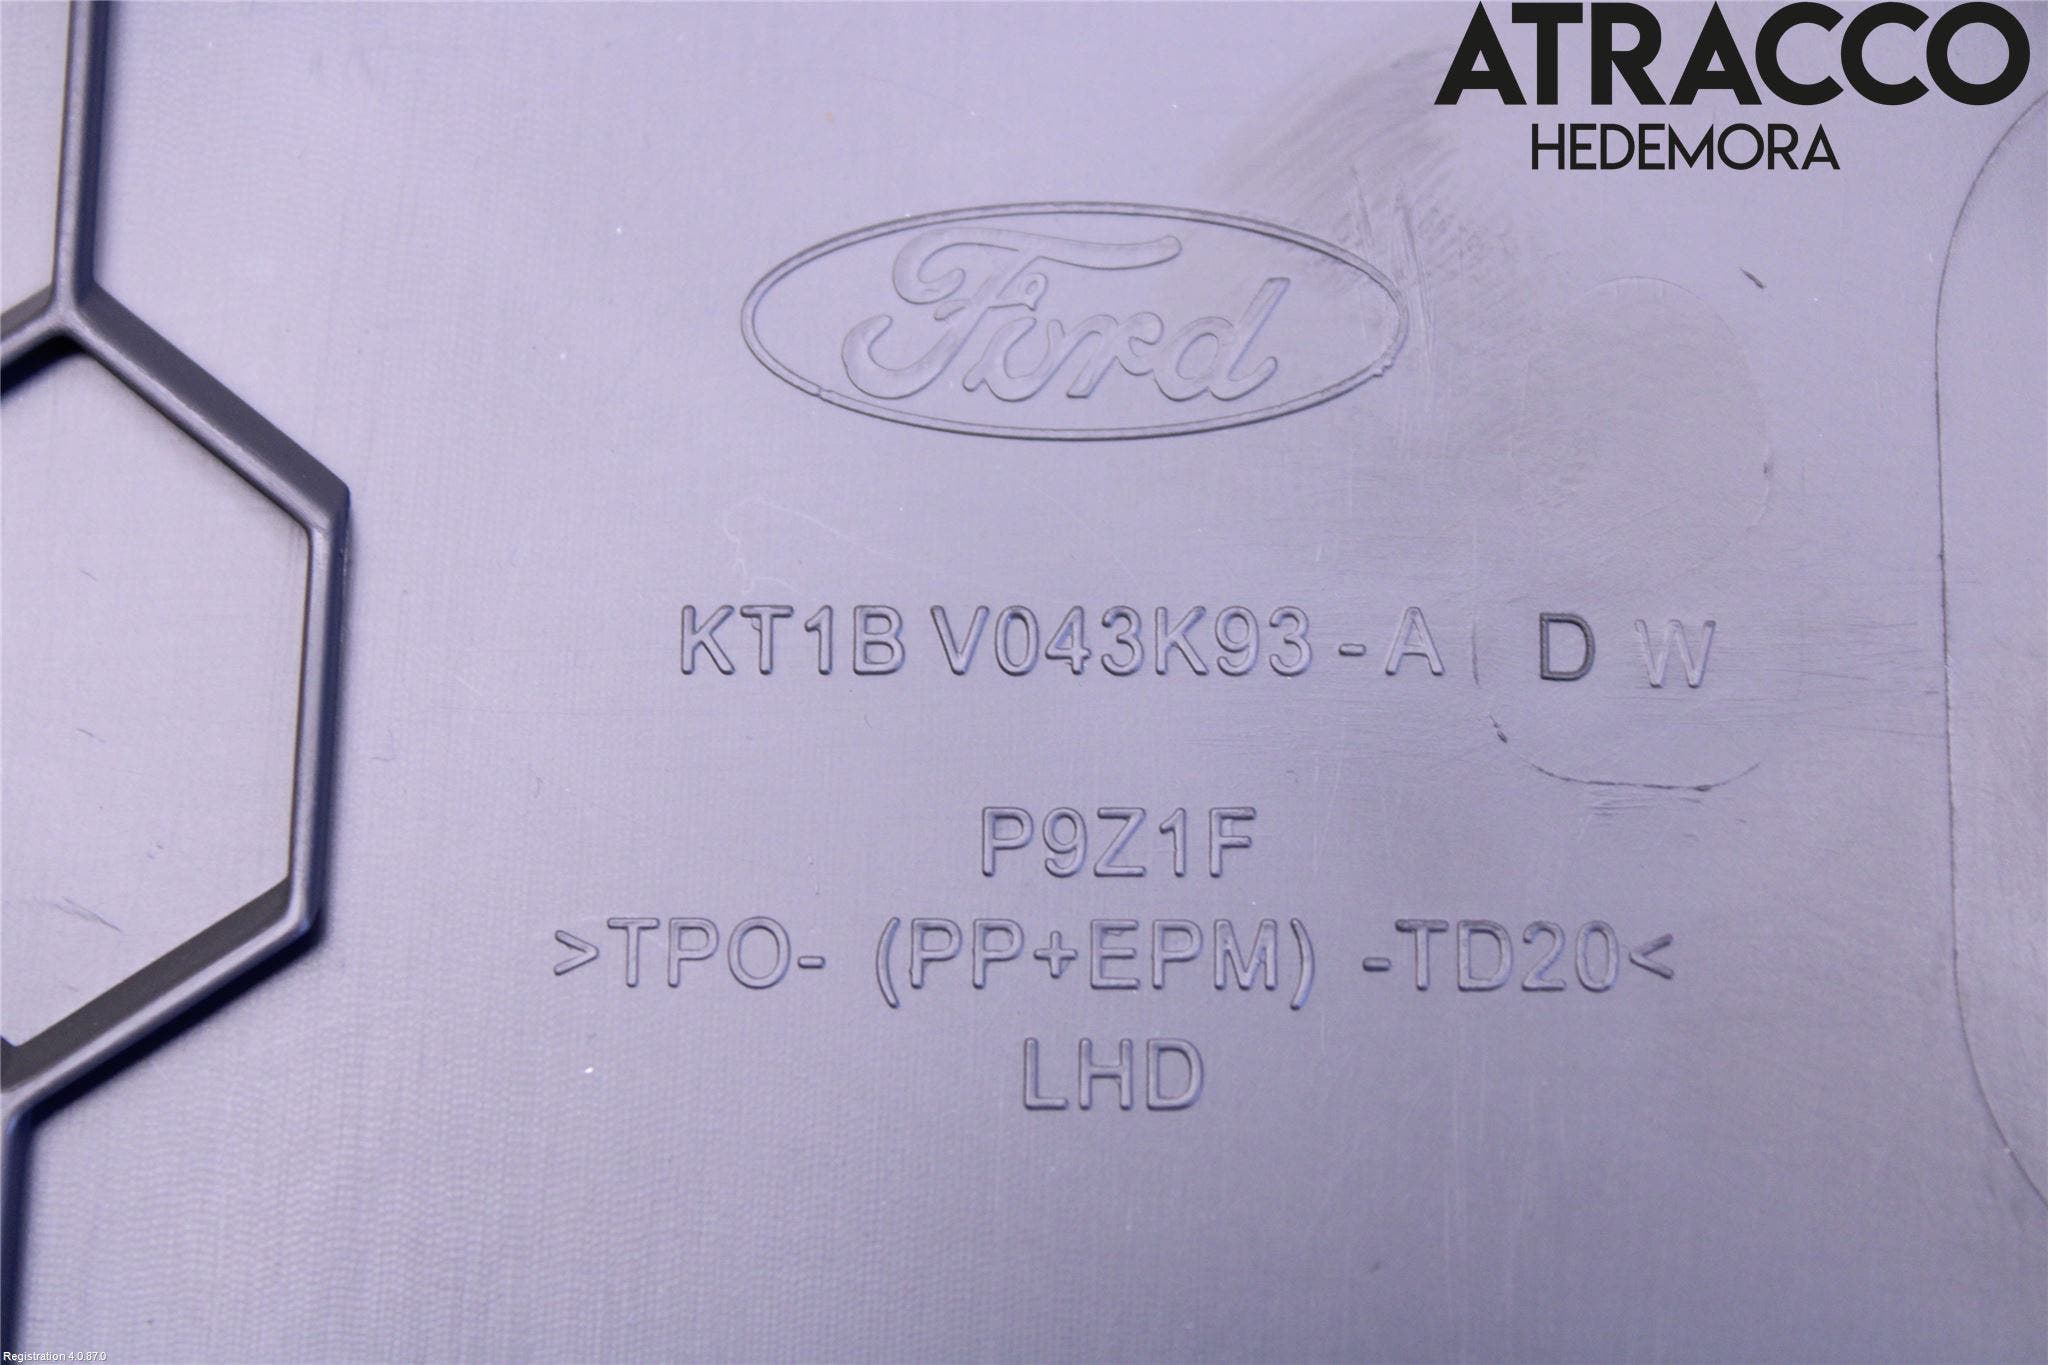 ATRACCO
HEDEMORA
Ford
KT1B V043K93-A D W
P9Z1F
>TPO- (PP+EPM) -TD20<
LHD
Registration 4.0.87.0